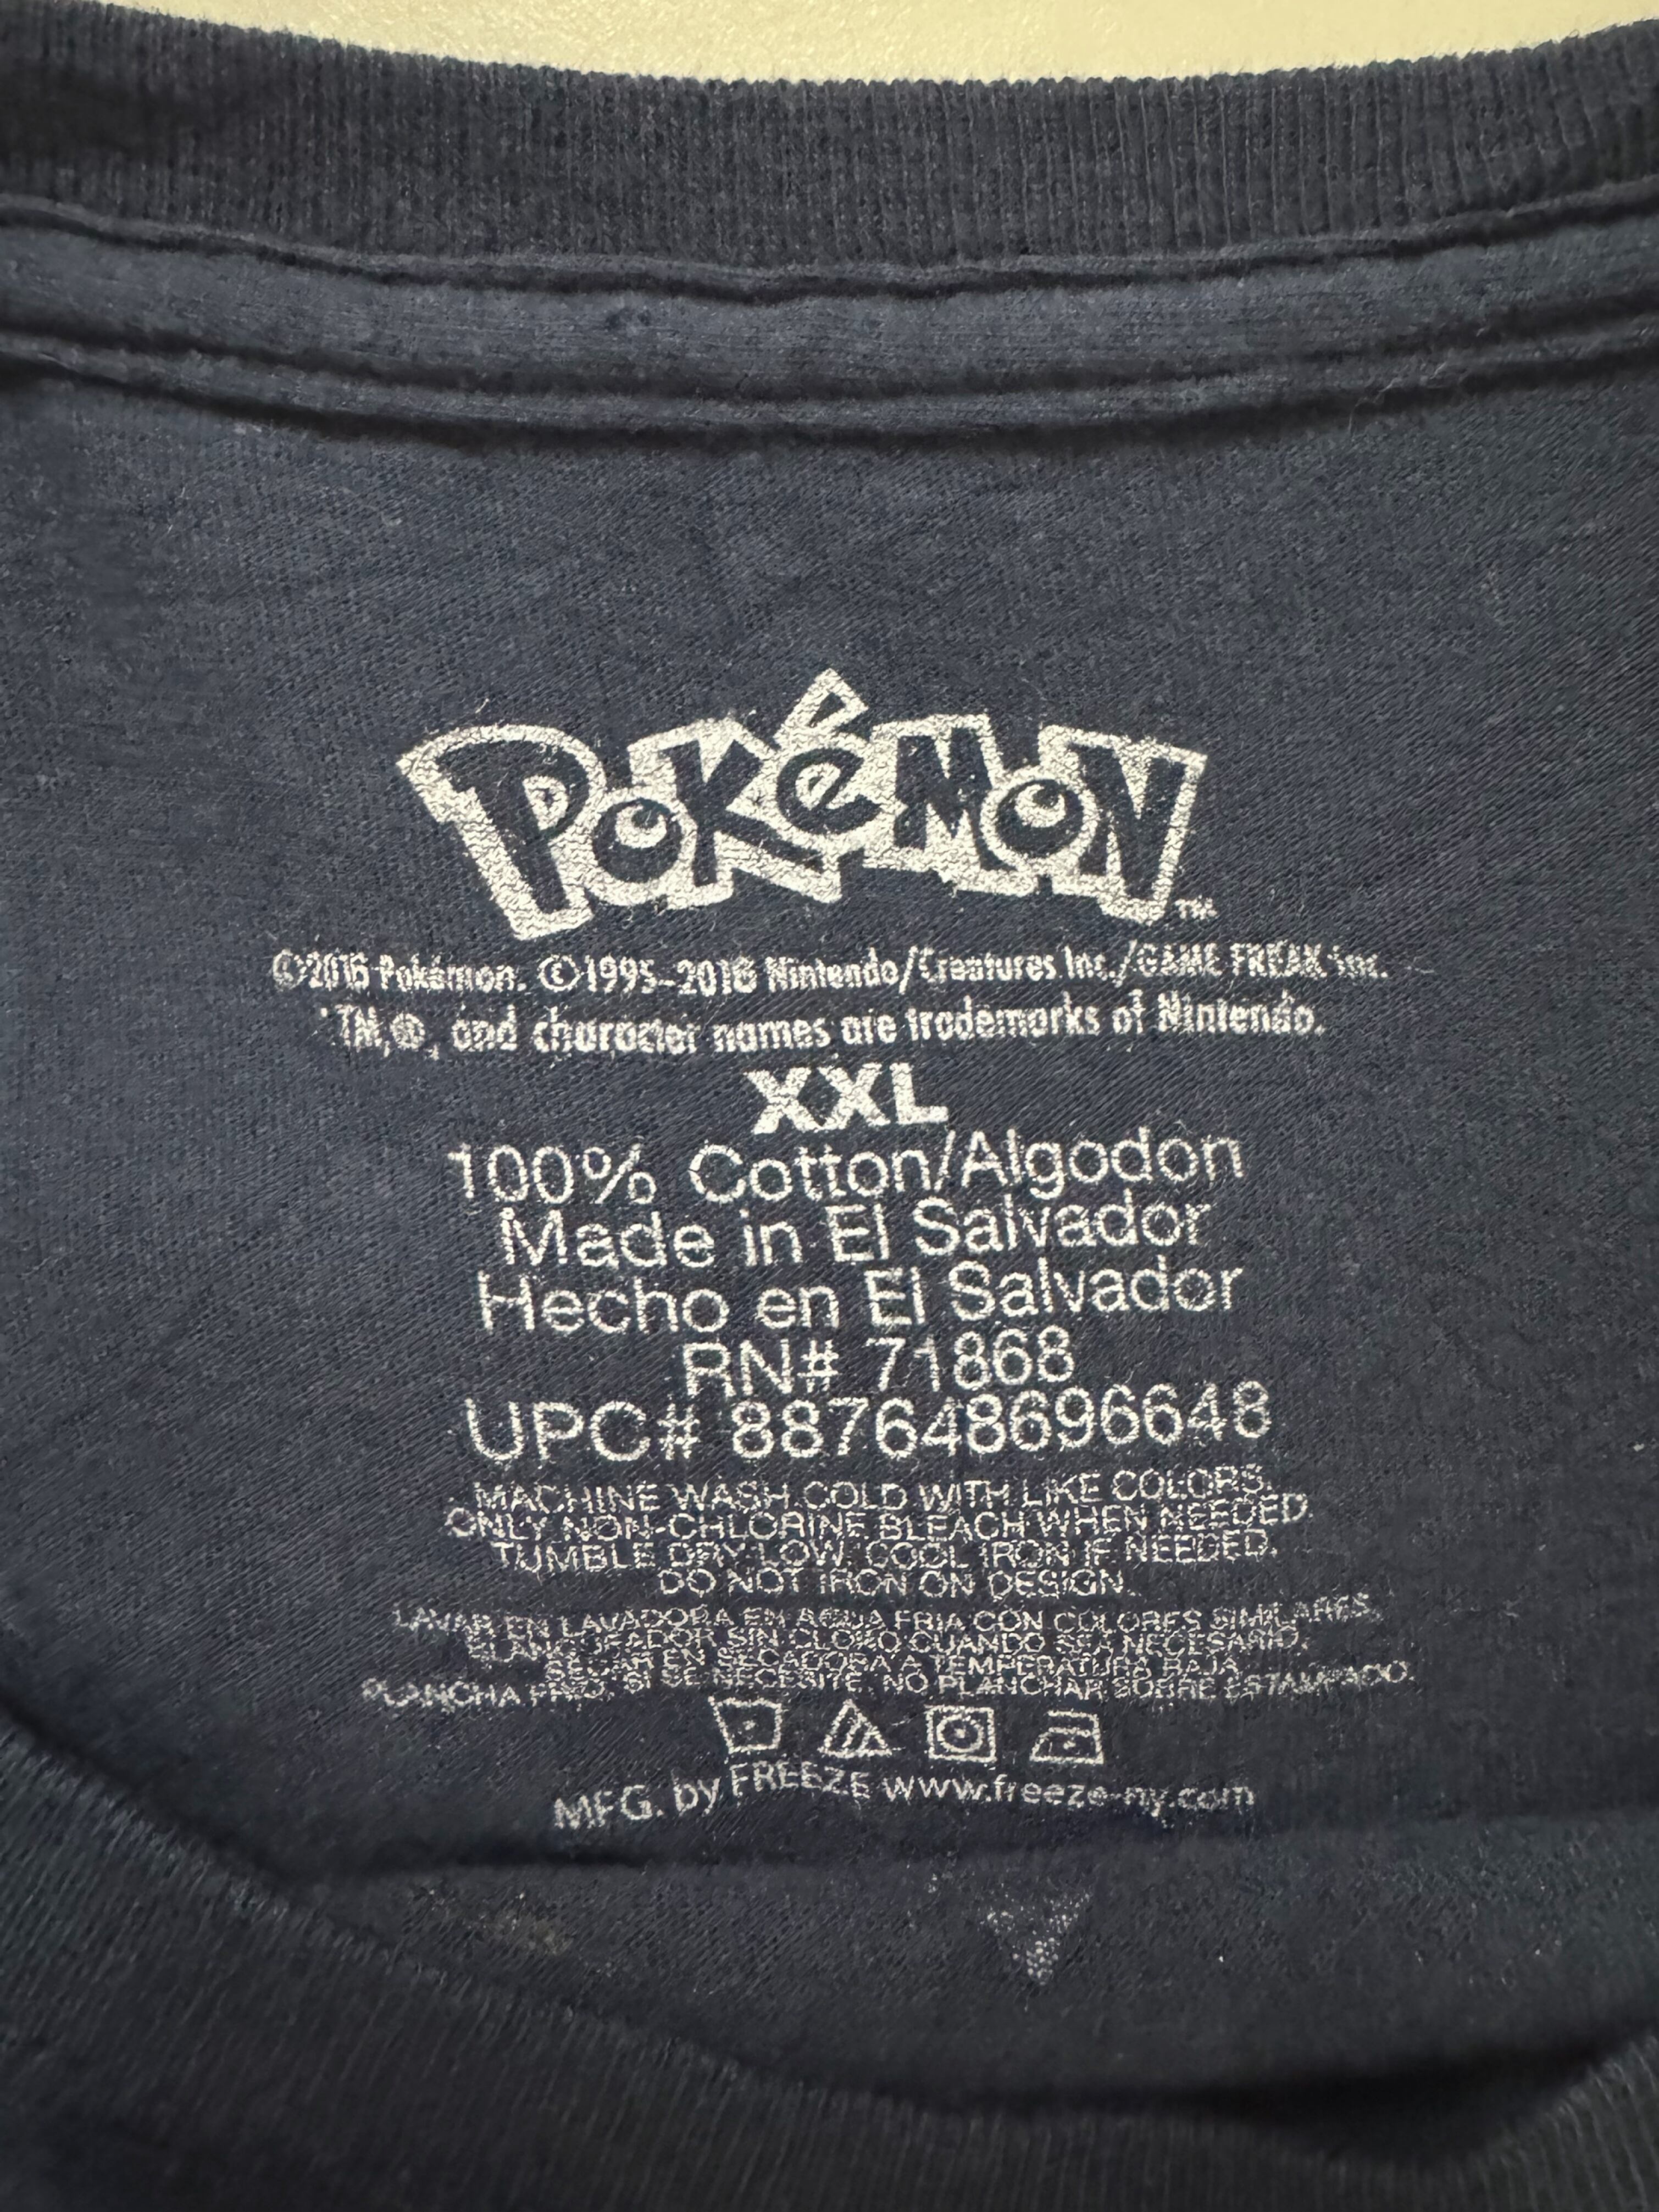 POKéMON™
©2016 Pokémon. ©1995-2016 Nintendo/Creatures Inc./GAME FREAK inc.
TM,®, and character names are trademarks of Nintendo.
XXL
100% Cotton/Algodon
Made in El Salvador
Hecho en El Salvador
RN# 71868
UPC# 887648696648
MACHINE WASH COLD WITH LIKE COLORS.
ONLY NON-CHLORINE BLEACH WHEN NEEDED.
TUMBLE DRY LOW. COOL IRON IF NEEDED.
DO NOT IRON ON DESIGN.
LAVAR EN LAVADORA EN AGUA FRIA CON COLORES SIMILARES.
BLANQUEADOR SIN CLORO CUANDO SEA NECESARIO.
SECAR EN SECADORA A TEMPERATURA BAJA.
PLANCHA FRIO, SI SE NECESITE, NO PLANCHAR SOBRE ESTAMPADO.
MFG. by FREEZE www.freeze-ny.com